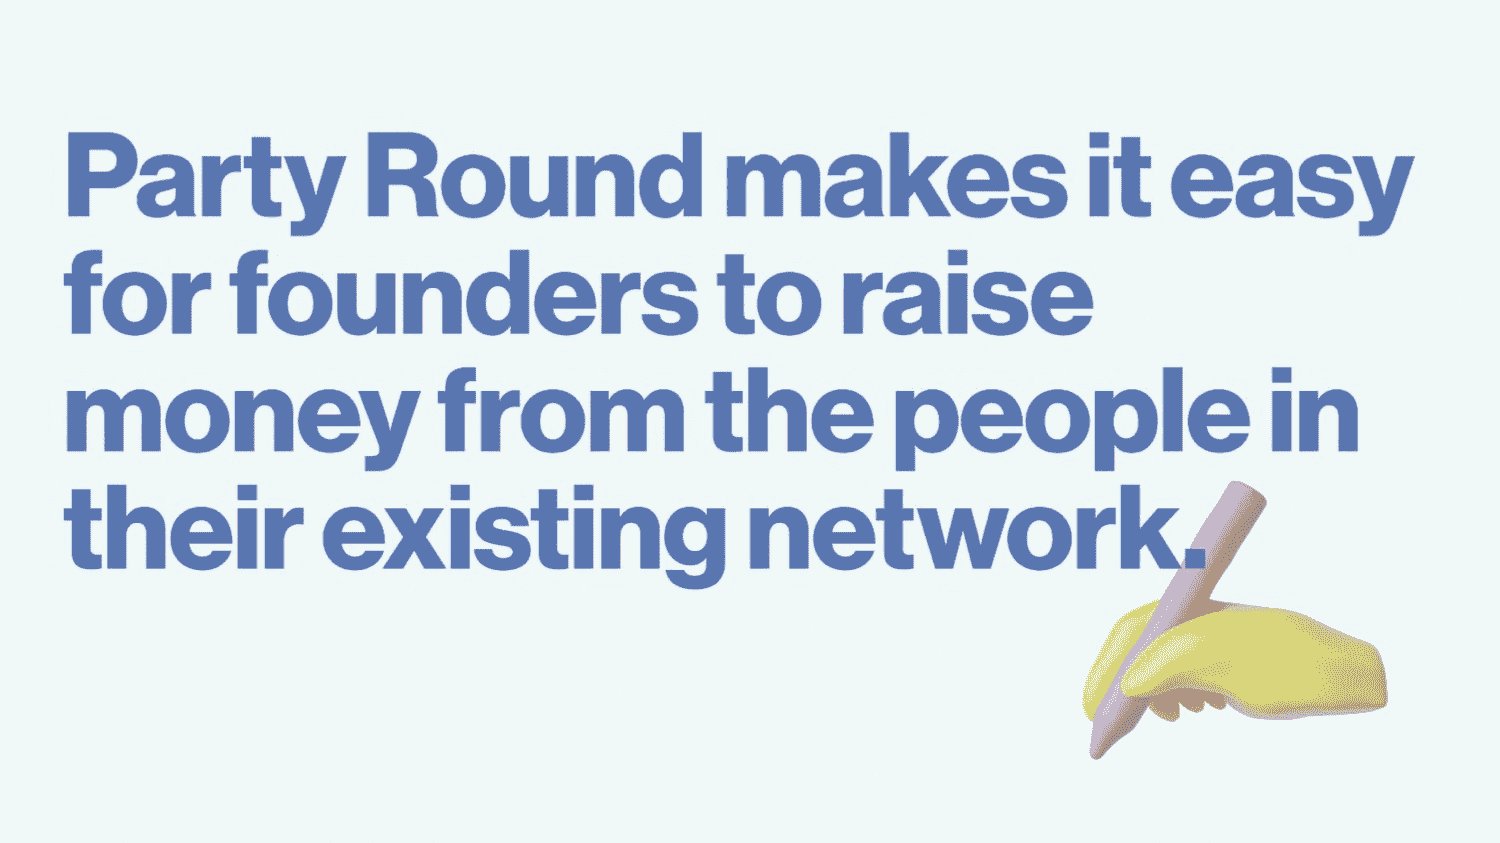 Party Round makes it easy
for founders to raise
money from the people in
their existing network.